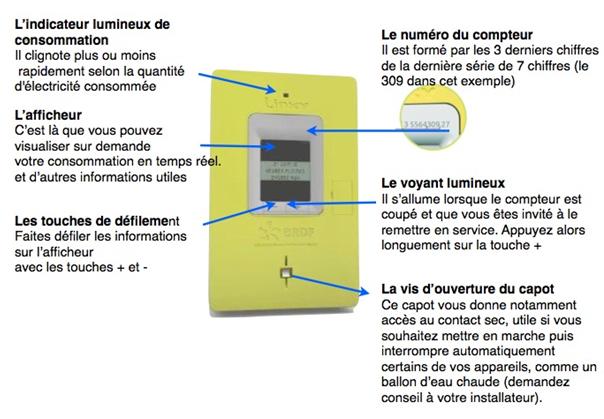 L'indicateur lumineux de
consommation
Il clignote plus ou moins
rapidement selon la quantité
d'électricité consommée
L'afficheur
C'est là que vous pouvez
visualiser sur demande
votre consommation en temps réel.
et d'autres informations utiles
Les touches de défilement
Faites défiler les informations
sur l'afficheur
avec les touches + et -
Linky
HEURES PLEINES
ERDF
Le numéro du compteur
Il est formé par les 3 derniers chiffres
de la dernière série de 7 chiffres (le
309 dans cet exemple)
3 5564309 27
Le voyant lumineux
Il s'allume lorsque le compteur est
coupé et que vous êtes invité à le
remettre en service. Appuyez alors
longuement sur la touche +
La vis d'ouverture du capot
Ce capot vous donne notamment
accès au contact sec, utile si vous
souhaitez mettre en marche puis
interrompre automatiquement
certains de vos appareils, comme un
ballon d'eau chaude (demandez
conseil à votre installateur).